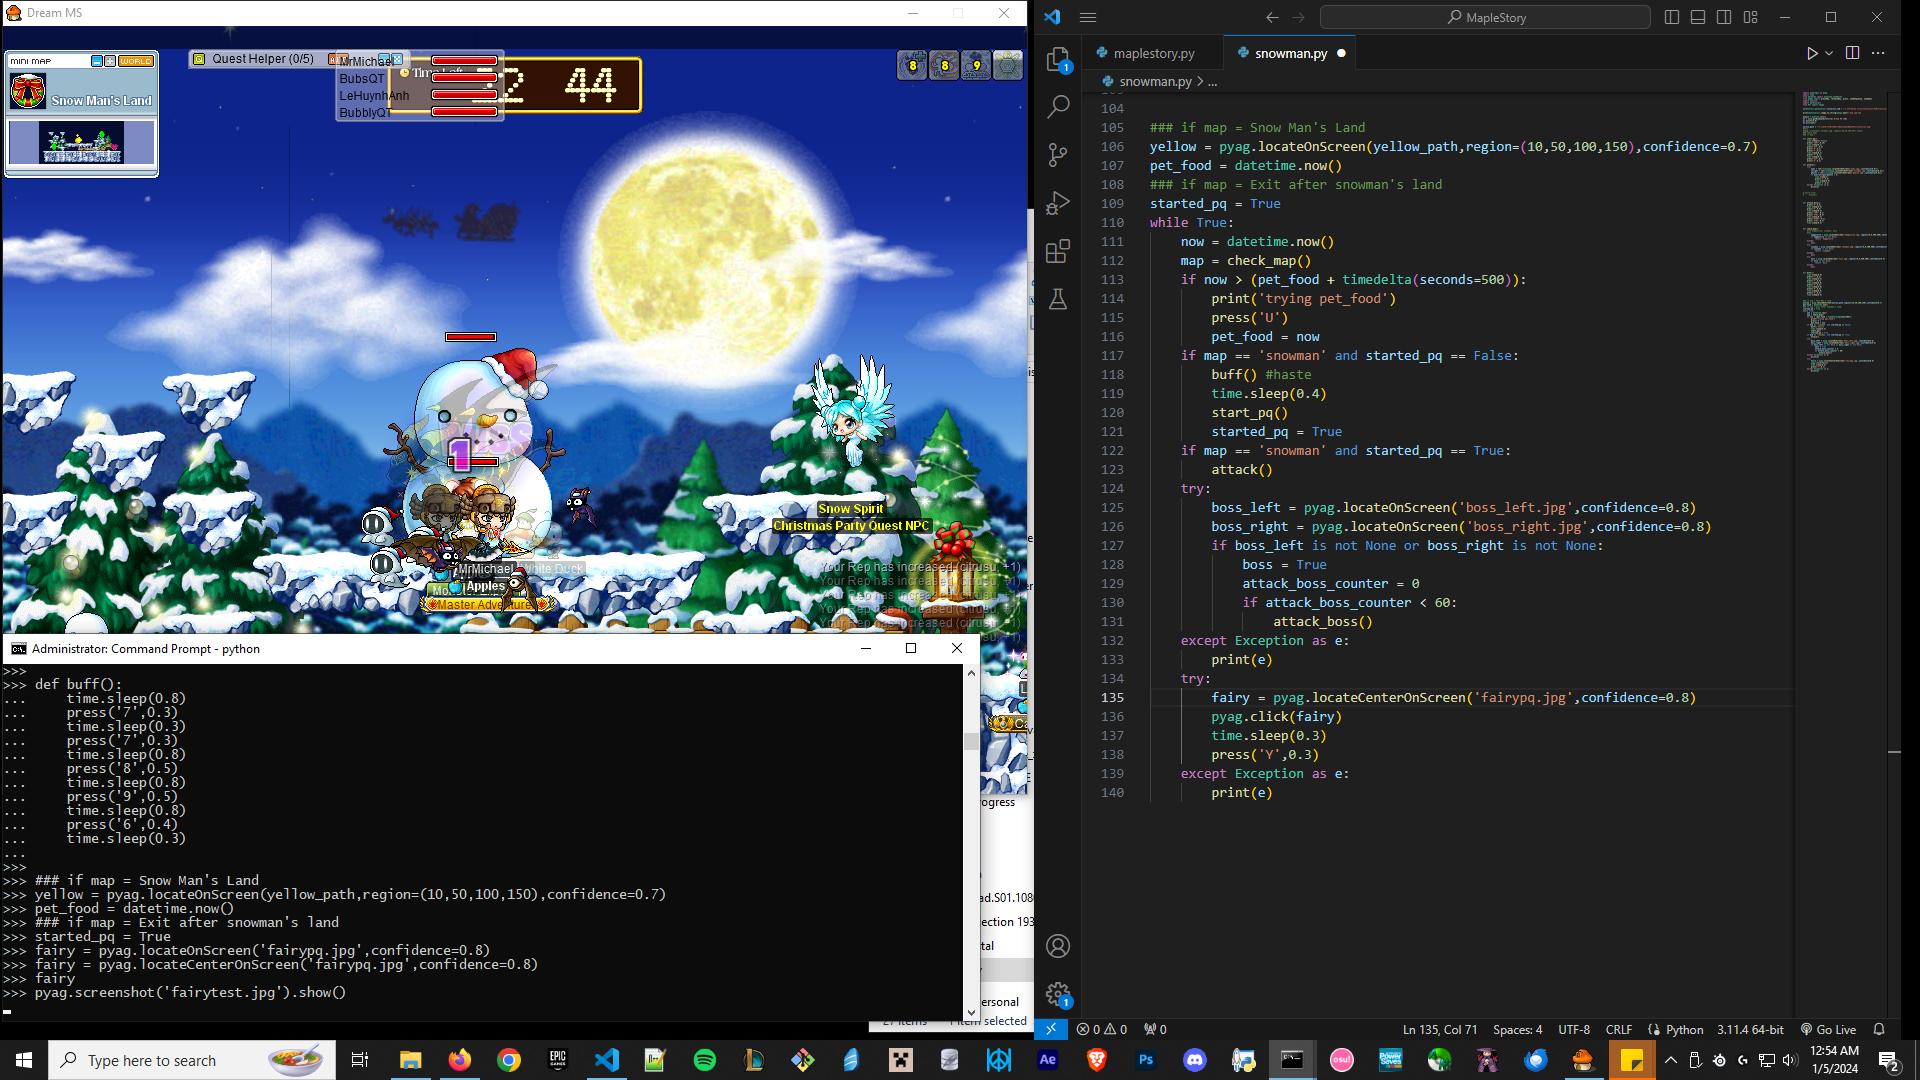 Dream MS
MINI MAP
WORLD
Snow Man's Land
Quest Helper (0/5)
MrMichael
BubsQT
LeHuynhAnh
BubblyQT
Time Left
44
8
8
9
1
Snow Spirit
Christmas Party Quest NPC
MrMichael
White Duck
Apples
Master Adventurer
Your Rep has increased (citrusu, +1)
Your Rep has increased (citrusu, +1)
Your Rep has increased (citrusu, +1)
Your Rep has increased (citrusu, +1)
Your Rep has increased (citrusu, +1)
Administrator: Command Prompt - python
>>>
>>> def buff():
...     time.sleep(0.8)
...     press('7',0.3)
...     time.sleep(0.3)
...     press('7',0.3)
...     time.sleep(0.8)
...     press('8',0.5)
...     time.sleep(0.8)
...     press('9',0.5)
...     time.sleep(0.8)
...     press('6',0.4)
...     time.sleep(0.3)
...
>>>
>>> ### if map = Snow Man's Land
>>> yellow = pyag.locateOnScreen(yellow_path,region=(10,50,100,150),confidence=0.7)
>>> pet_food = datetime.now()
>>> ### if map = Exit after snowman's land
>>> started_pq = True
>>> fairy = pyag.locateOnScreen('fairypq.jpg',confidence=0.8)
>>> fairy = pyag.locateCenterOnScreen('fairypq.jpg',confidence=0.8)
>>> fairy
>>> pyag.screenshot('fairytest.jpg').show()
ogress
ad.S01.108
ection 193
tal
ersonal
27 items
1 item selected
MapleStory
maplestory.py
snowman.py
snowman.py > ...
104
105 ### if map = Snow Man's Land
106 yellow = pyag.locateOnScreen(yellow_path,region=(10,50,100,150),confidence=0.7)
107 pet_food = datetime.now()
108 ### if map = Exit after snowman's land
109 started_pq = True
110 while True:
111     now = datetime.now()
112     map = check_map()
113     if now > (pet_food + timedelta(seconds=500)):
114         print('trying pet_food')
115         press('U')
116         pet_food = now
117     if map == 'snowman' and started_pq == False:
118         buff() #haste
119         time.sleep(0.4)
120         start_pq()
121         started_pq = True
122     if map == 'snowman' and started_pq == True:
123         attack()
124     try:
125         boss_left = pyag.locateOnScreen('boss_left.jpg',confidence=0.8)
126         boss_right = pyag.locateOnScreen('boss_right.jpg',confidence=0.8)
127         if boss_left is not None or boss_right is not None:
128             boss = True
129             attack_boss_counter = 0
130             if attack_boss_counter < 60:
131                 attack_boss()
132     except Exception as e:
133         print(e)
134     try:
135         fairy = pyag.locateCenterOnScreen('fairypq.jpg',confidence=0.8)
136         pyag.click(fairy)
137         time.sleep(0.3)
138         press('Y',0.3)
139     except Exception as e:
140         print(e)
1
1
0 0 0
Ln 135, Col 71
Spaces: 4
UTF-8
CRLF
Python
3.11.4 64-bit
Go Live
Type here to search
EPIC GAMES
Ae
Ps
osu!
12:54 AM
1/5/2024
2